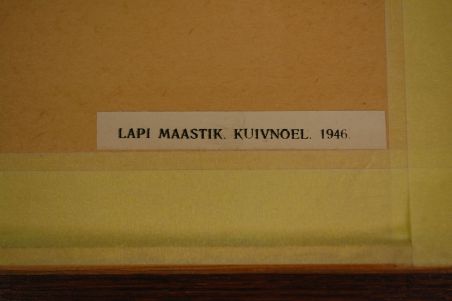 LAPI MAASTIK. KUIVNOEL. 1946.